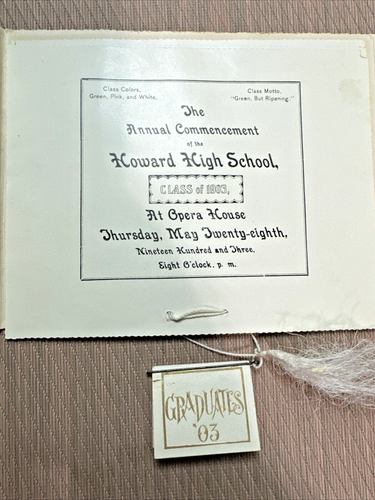 Class Colors,
Green, Pink, and White.
Class Motto,
"Green, But Ripening."
The
Annual Commencement
of the
Howard High School,
CLASS of 1903,
At Opera House
Thursday, May Twenty-eighth,
Nineteen Hundred and Three.
Eight O'clock, p. m.
GRADUATES
'03